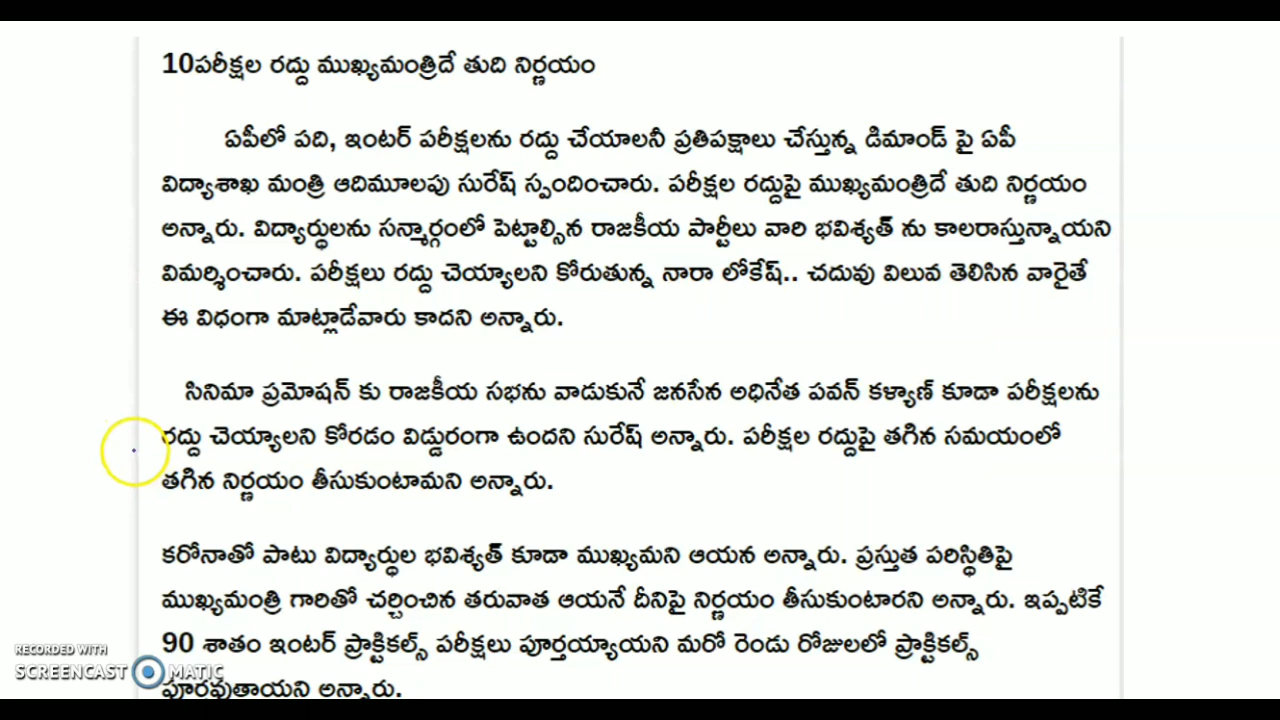 10పరీక్షల రద్దు ముఖ్యమంత్రిదే తుది నిర్ణయం
ఏపీలో పది, ఇంటర్ పరీక్షలను రద్దు చేయాలనీ ప్రతిపక్షాలు చేస్తున్న డిమాండ్ పై ఏపీ
విద్యాశాఖ మంత్రి ఆదిమూలపు సురేష్ స్పందించారు. పరీక్షల రద్దుపై ముఖ్యమంత్రిదే తుది నిర్ణయం
అన్నారు. విద్యార్ధులను సన్మార్గంలో పెట్టాల్సిన రాజకీయ పార్టీలు వారి భవిశ్యత్ ను కాలరాస్తున్నాయని
విమర్శించారు. పరీక్షలు రద్దు చెయ్యాలని కోరుతున్న నారా లోకేష్.. చదువు విలువ తెలిసిన వారైతే
ఈ విధంగా మాట్లాడేవారు కాదని అన్నారు.
సినిమా ప్రమోషన్ కు రాజకీయ సభను వాడుకునే జనసేన అధినేత పవన్ కళ్యాణ్ కూడా పరీక్షలను
రద్దు చెయ్యాలని కోరడం విడ్డురంగా ఉందని సురేష్ అన్నారు. పరీక్షల రద్దుపై తగిన సమయంలో
తగిన నిర్ణయం తీసుకుంటామని అన్నారు.
కరోనాతో పాటు విద్యార్ధుల భవిశ్యత్ కూడా ముఖ్యమని ఆయన అన్నారు. ప్రస్తుత పరిస్థితిపై
ముఖ్యమంత్రి గారితో చర్చించిన తరువాత ఆయనే దీనిపై నిర్ణయం తీసుకుంటారని అన్నారు. ఇప్పటికే
90 శాతం ఇంటర్ ప్రాక్టికల్స్ పరీక్షలు పూర్తయ్యాయని మరో రెండు రోజులలో ప్రాక్టికల్స్
పూర్తవుతాయని అన్నారు.
RECORDED WITH
SCREENCAST MATIC